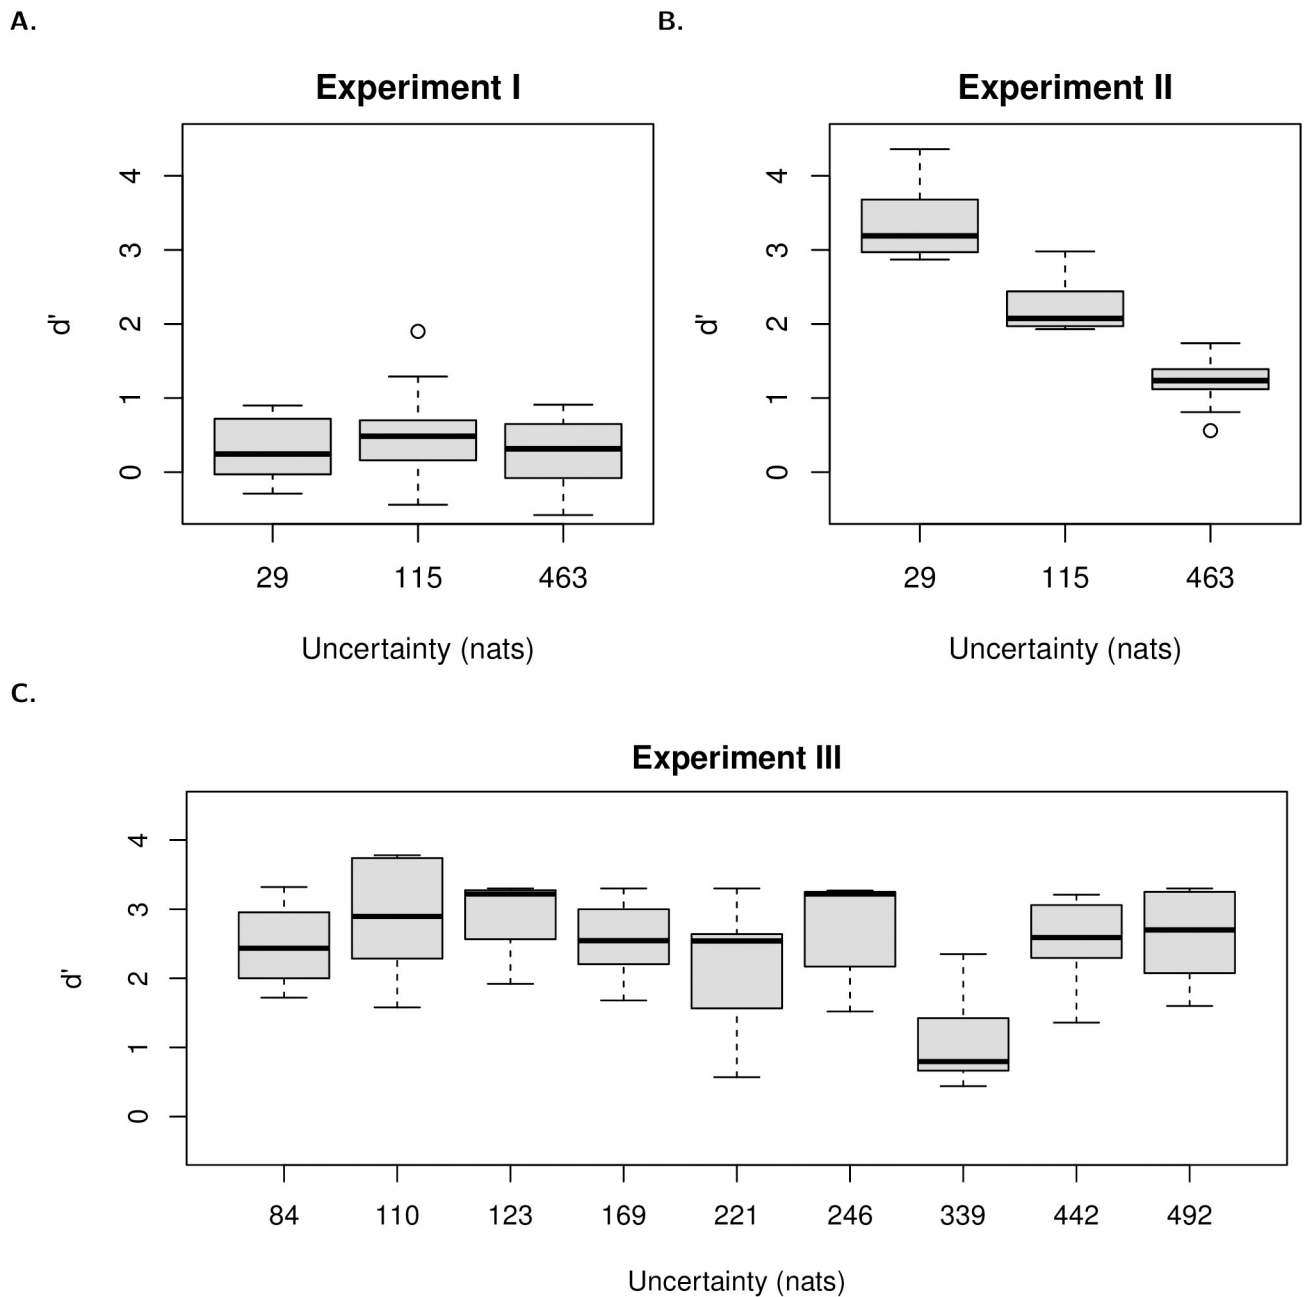 A.
B.
Experiment I
Experiment II
d'
4
3
2
1
0
29 115 463
Uncertainty (nats)
d'
4
3
2
1
0
29 115 463
Uncertainty (nats)
C.
Experiment III
d'
4
3
2
1
0
84 110 123 169 221 246 339 442 492
Uncertainty (nats)